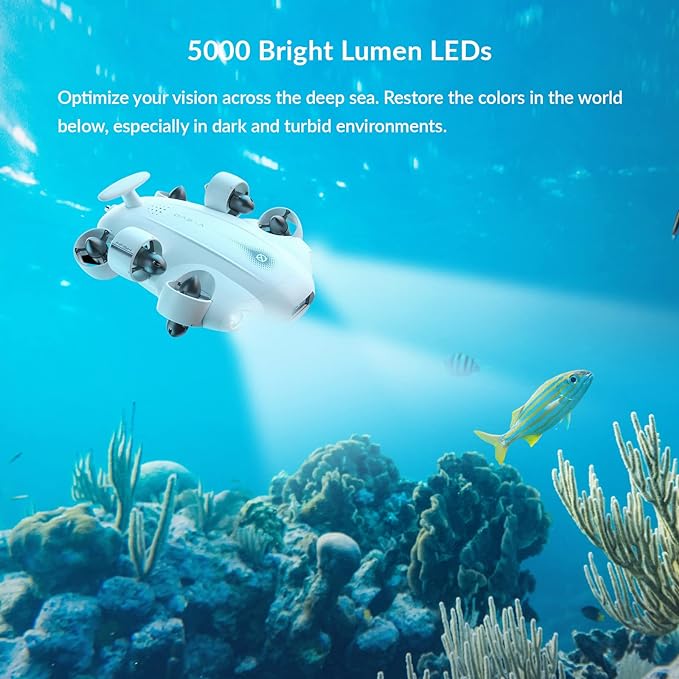 5000 Bright Lumen LEDs
Optimize your vision across the deep sea. Restore the colors in the world
below, especially in dark and turbid environments.